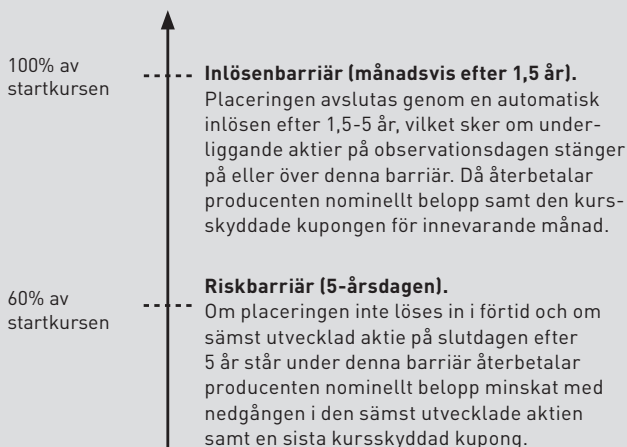 100% av
startkursen
Inlösenbarriär (månadsvis efter 1,5 år).
Placeringen avslutas genom en automatisk
inlösen efter 1,5-5 år, vilket sker om under-
liggande aktier på observationsdagen stänger
på eller över denna barriär. Då återbetalar
producenten nominellt belopp samt den kurs-
skyddade kupongen för innevarande månad.
60% av
startkursen
Riskbarriär (5-årsdagen).
Om placeringen inte löses in i förtid och om
sämst utvecklad aktie på slutdagen efter
5 år står under denna barriär återbetalar
producenten nominellt belopp minskat med
nedgången i den sämst utvecklade aktien
samt en sista kursskyddad kupong.